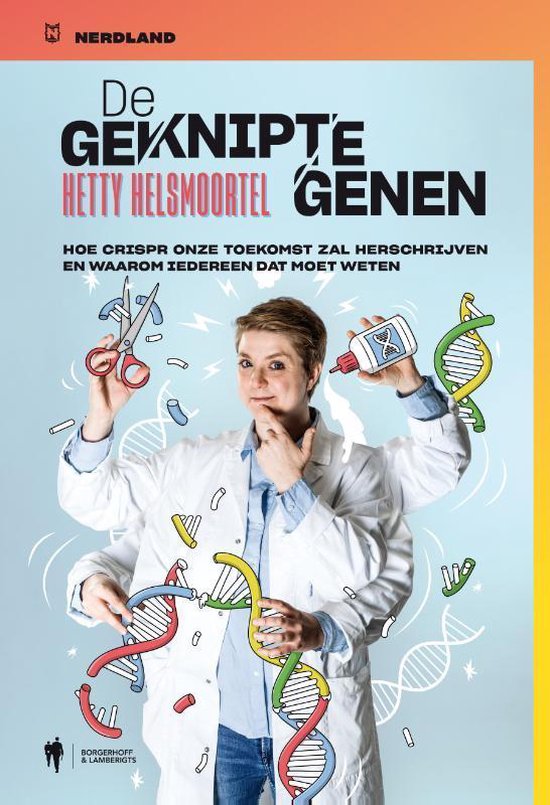 NERDLAND
De
GEKNIPTE
HETTY HELSMOORTEL GENEN
HOE CRISPR ONZE TOEKOMST ZAL HERSCHRIJVEN
EN WAAROM IEDEREEN DAT MOET WETEN
BORGERHOFF
& LAMBERIGTS